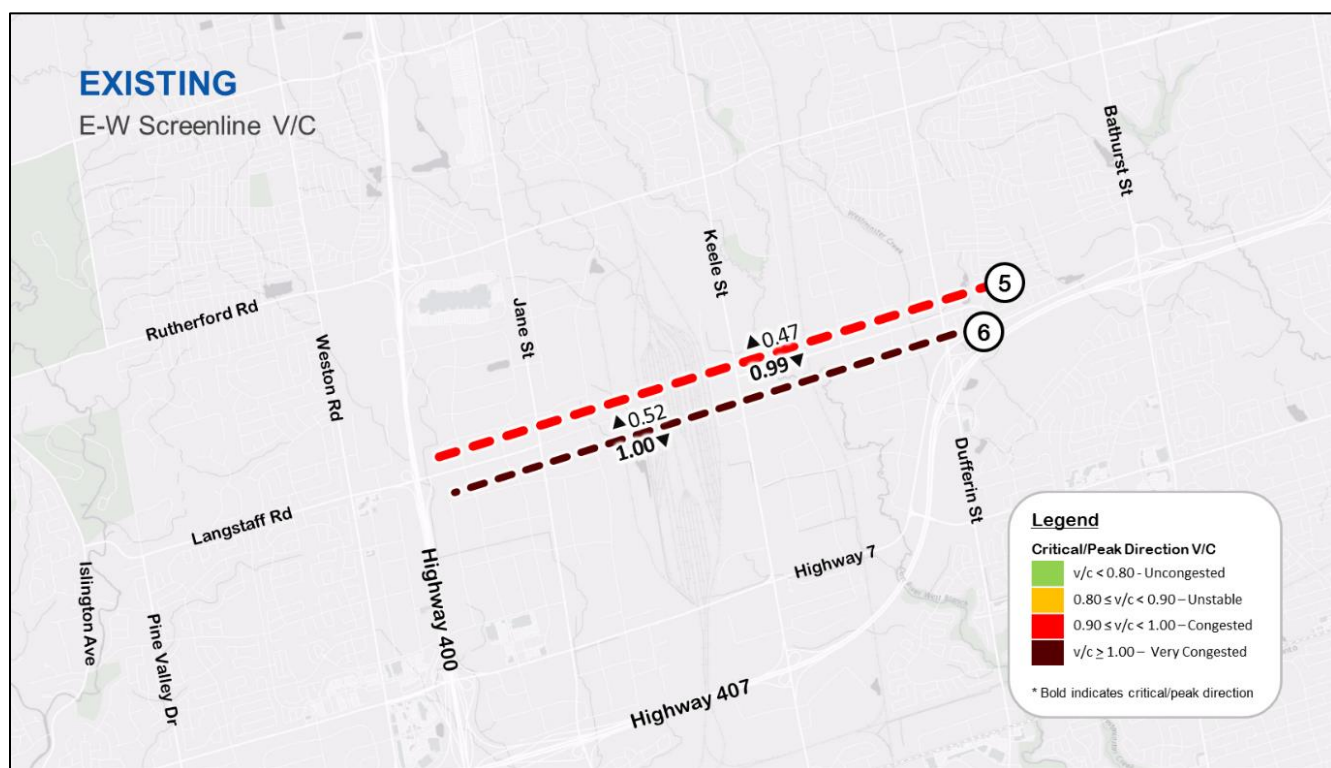 EXISTING
E-W Screenline V/C
Bathurst St
Keele St
Westminster Creek
Rutherford Rd
Weston Rd
Jane St
5
6
▲0.47
0.99▼
▲0.52
1.00▼
Dufferin St
Langstaff Rd
Highway 400
Highway 7
Islington Ave
Pine Valley Dr
Highway 407
Legend
Critical/Peak Direction V/C
v/c < 0.80 - Uncongested
0.80 ≤ v/c < 0.90 – Unstable
0.90 ≤ v/c < 1.00 – Congested
v/c ≥ 1.00 – Very Congested
* Bold indicates critical/peak direction